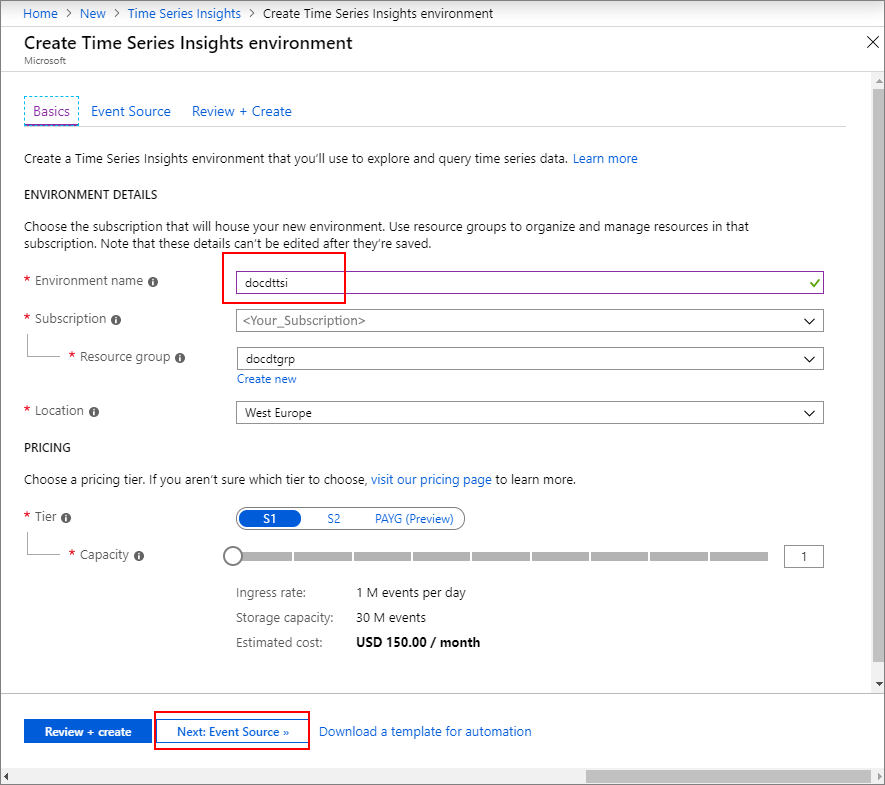 Home > New > Time Series Insights > Create Time Series Insights environment
Create Time Series Insights environment
Microsoft
Basics Event Source Review + Create
Create a Time Series Insights environment that you'll use to explore and query time series data. Learn more
ENVIRONMENT DETAILS
Choose the subscription that will house your new environment. Use resource groups to organize and manage resources in that
subscription. Note that these details can't be edited after they're saved.
* Environment name docdttsi
* Subscription <Your_Subscription>
* Resource group docdtgrp
Create new
* Location West Europe
PRICING
Choose a pricing tier. If you aren't sure which tier to choose, visit our pricing page to learn more.
* Tier S1 S2 PAYG (Preview)
* Capacity 1
Ingress rate: 1 M events per day
Storage capacity: 30 M events
Estimated cost: USD 150.00 / month
Review + create Next: Event Source » Download a template for automation